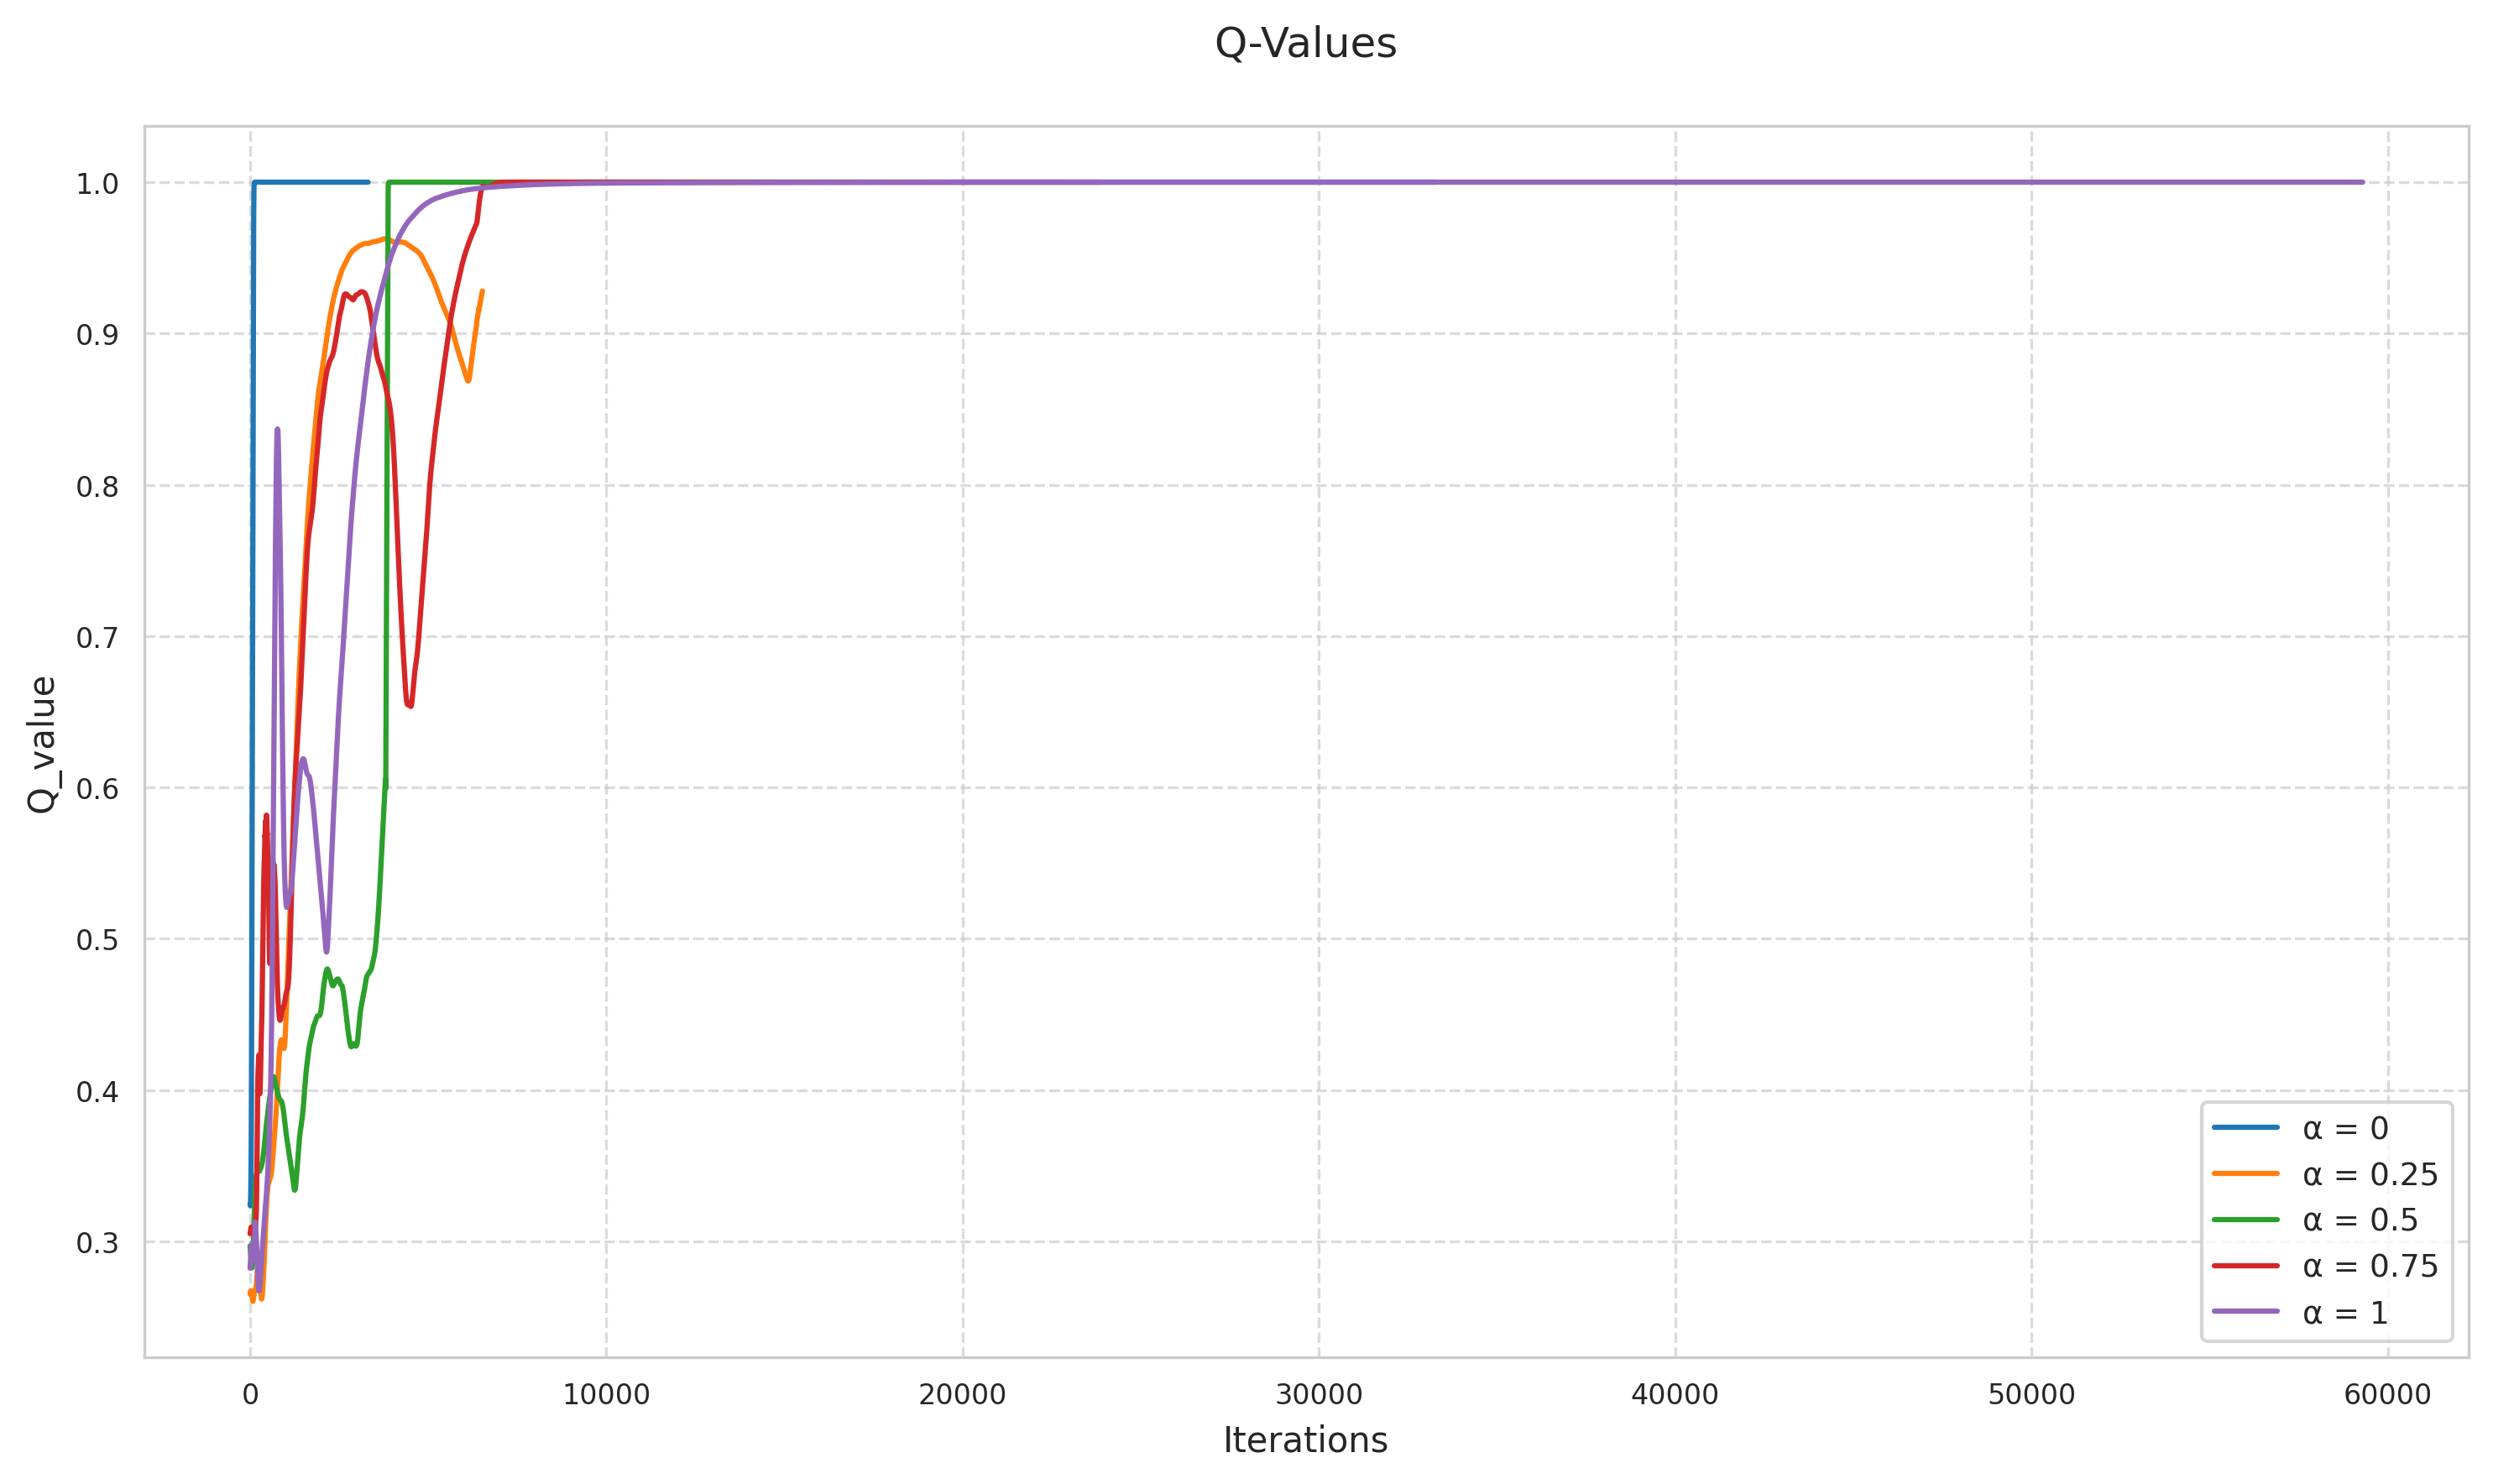 Q-Values
Q_value
1.0
0.9
0.8
0.7
0.6
0.5
0.4
0.3
0
10000
20000
30000
40000
50000
60000
Iterations
α = 0
α = 0.25
α = 0.5
α = 0.75
α = 1